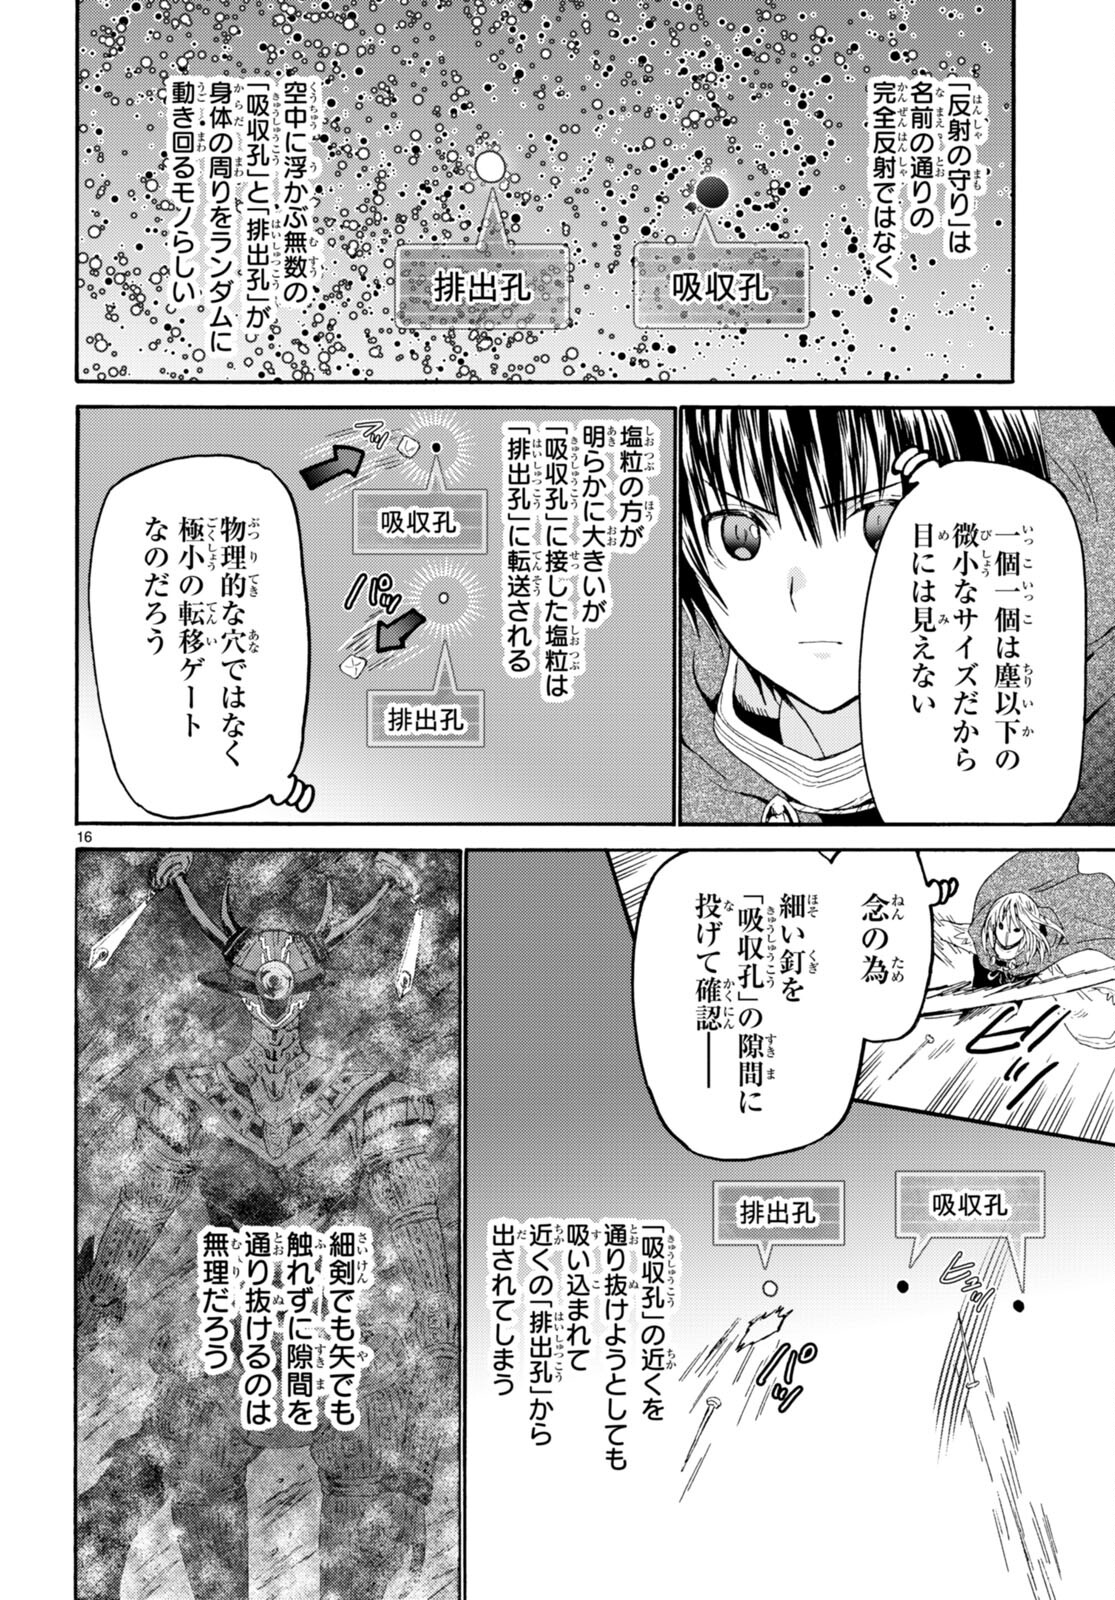 「反射の守り」は
名前の通りの
完全反射ではなく
空中に浮かぶ無数の
「吸収孔」と「排出孔」が
身体の周りをランダムに
動き回るモノらしい
吸収孔
排出孔
一個一個は塵以下の
微小なサイズだから
目には見えない
塩粒の方が
明らかに大きいが
「吸収孔」に接した塩粒は
「排出孔」に転送される
フッ
吸収孔
パッ
排出孔
物理的な穴ではなく
極小の転移ゲート
なのだろう
16
念の為
細い釘を
「吸収孔」の隙間に
投げて確認──
ビッ
吸収孔
排出孔
ヒュッ
パッ
「吸収孔」の近くを
通り抜けようとしても
吸い込まれて
近くの「排出孔」から
出されてしまう
細剣でも矢でも
触れずに隙間を
通り抜けるのは
無理だろう